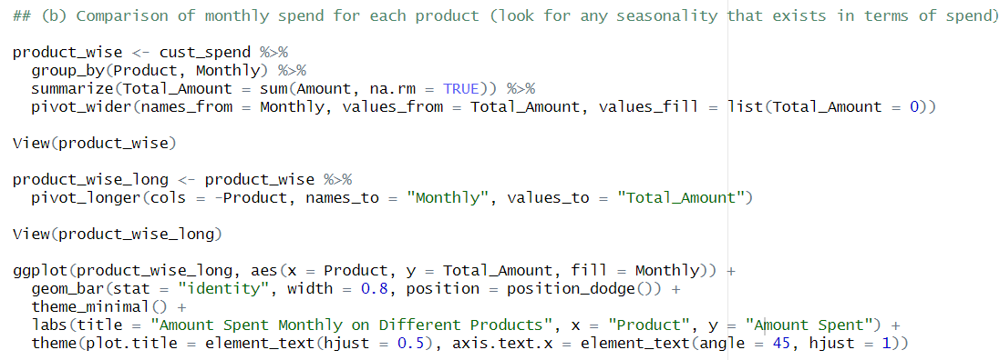 ## (b) Comparison of monthly spend for each product (look for any seasonality that exists in terms of spend)
product_wise <- cust_spend %>%
  group_by(Product, Monthly) %>%
  summarize(Total_Amount = sum(Amount, na.rm = TRUE)) %>%
  pivot_wider(names_from = Monthly, values_from = Total_Amount, values_fill = list(Total_Amount = 0))
View(product_wise)
product_wise_long <- product_wise %>%
  pivot_longer(cols = -Product, names_to = "Monthly", values_to = "Total_Amount")
View(product_wise_long)
ggplot(product_wise_long, aes(x = Product, y = Total_Amount, fill = Monthly)) +
  geom_bar(stat = "identity", width = 0.8, position = position_dodge()) +
  theme_minimal() +
  labs(title = "Amount Spent Monthly on Different Products", x = "Product", y = "Amount Spent") +
  theme(plot.title = element_text(hjust = 0.5), axis.text.x = element_text(angle = 45, hjust = 1))